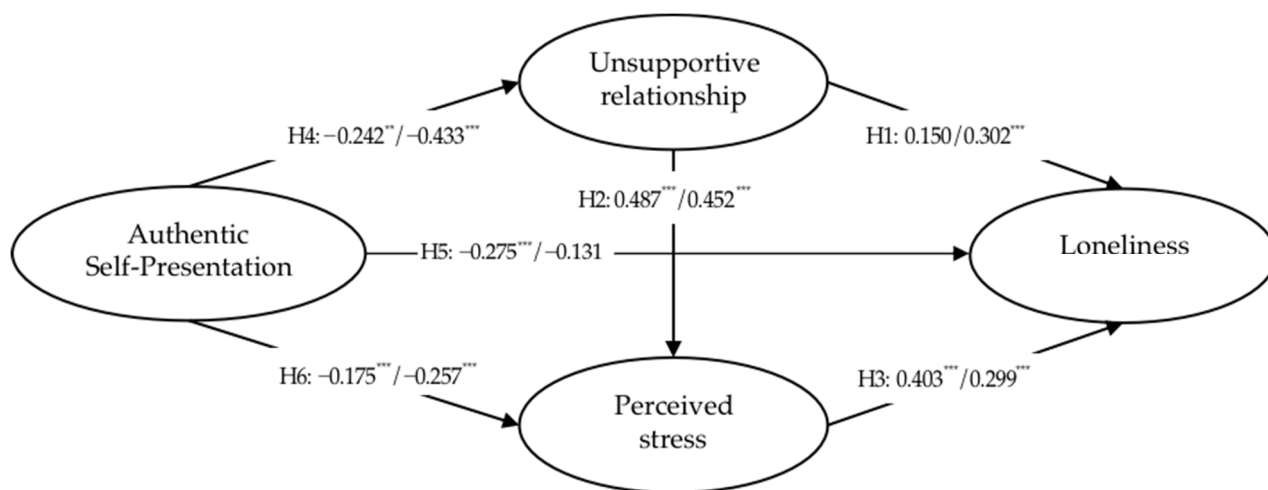 Unsupportive
relationship
H4: −0.242**/−0.433***
H1: 0.150/0.302***
H2: 0.487***/0.452***
Authentic
Self-Presentation
H5: −0.275***/−0.131
Loneliness
H6: −0.175***/−0.257***
H3: 0.403***/0.299***
Perceived
stress